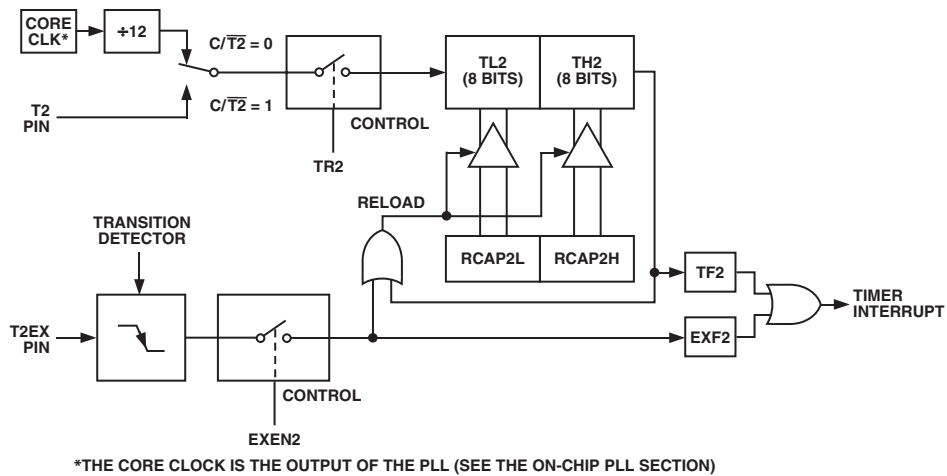 CORE
CLK*
÷12
C/T2̅ = 0
C/T2̅ = 1
T2
PIN
CONTROL
TR2
TL2
(8 BITS)
TH2
(8 BITS)
RELOAD
TRANSITION
DETECTOR
RCAP2L
RCAP2H
TF2
TIMER
INTERRUPT
T2EX
PIN
EXF2
CONTROL
EXEN2
*THE CORE CLOCK IS THE OUTPUT OF THE PLL (SEE THE ON-CHIP PLL SECTION)